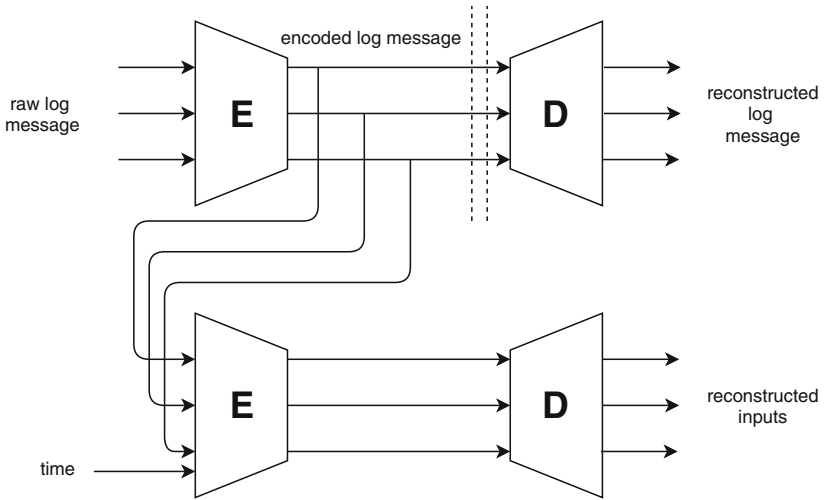 encoded log message
raw log
message
E
D
reconstructed
log
message
E
D
reconstructed
inputs
time